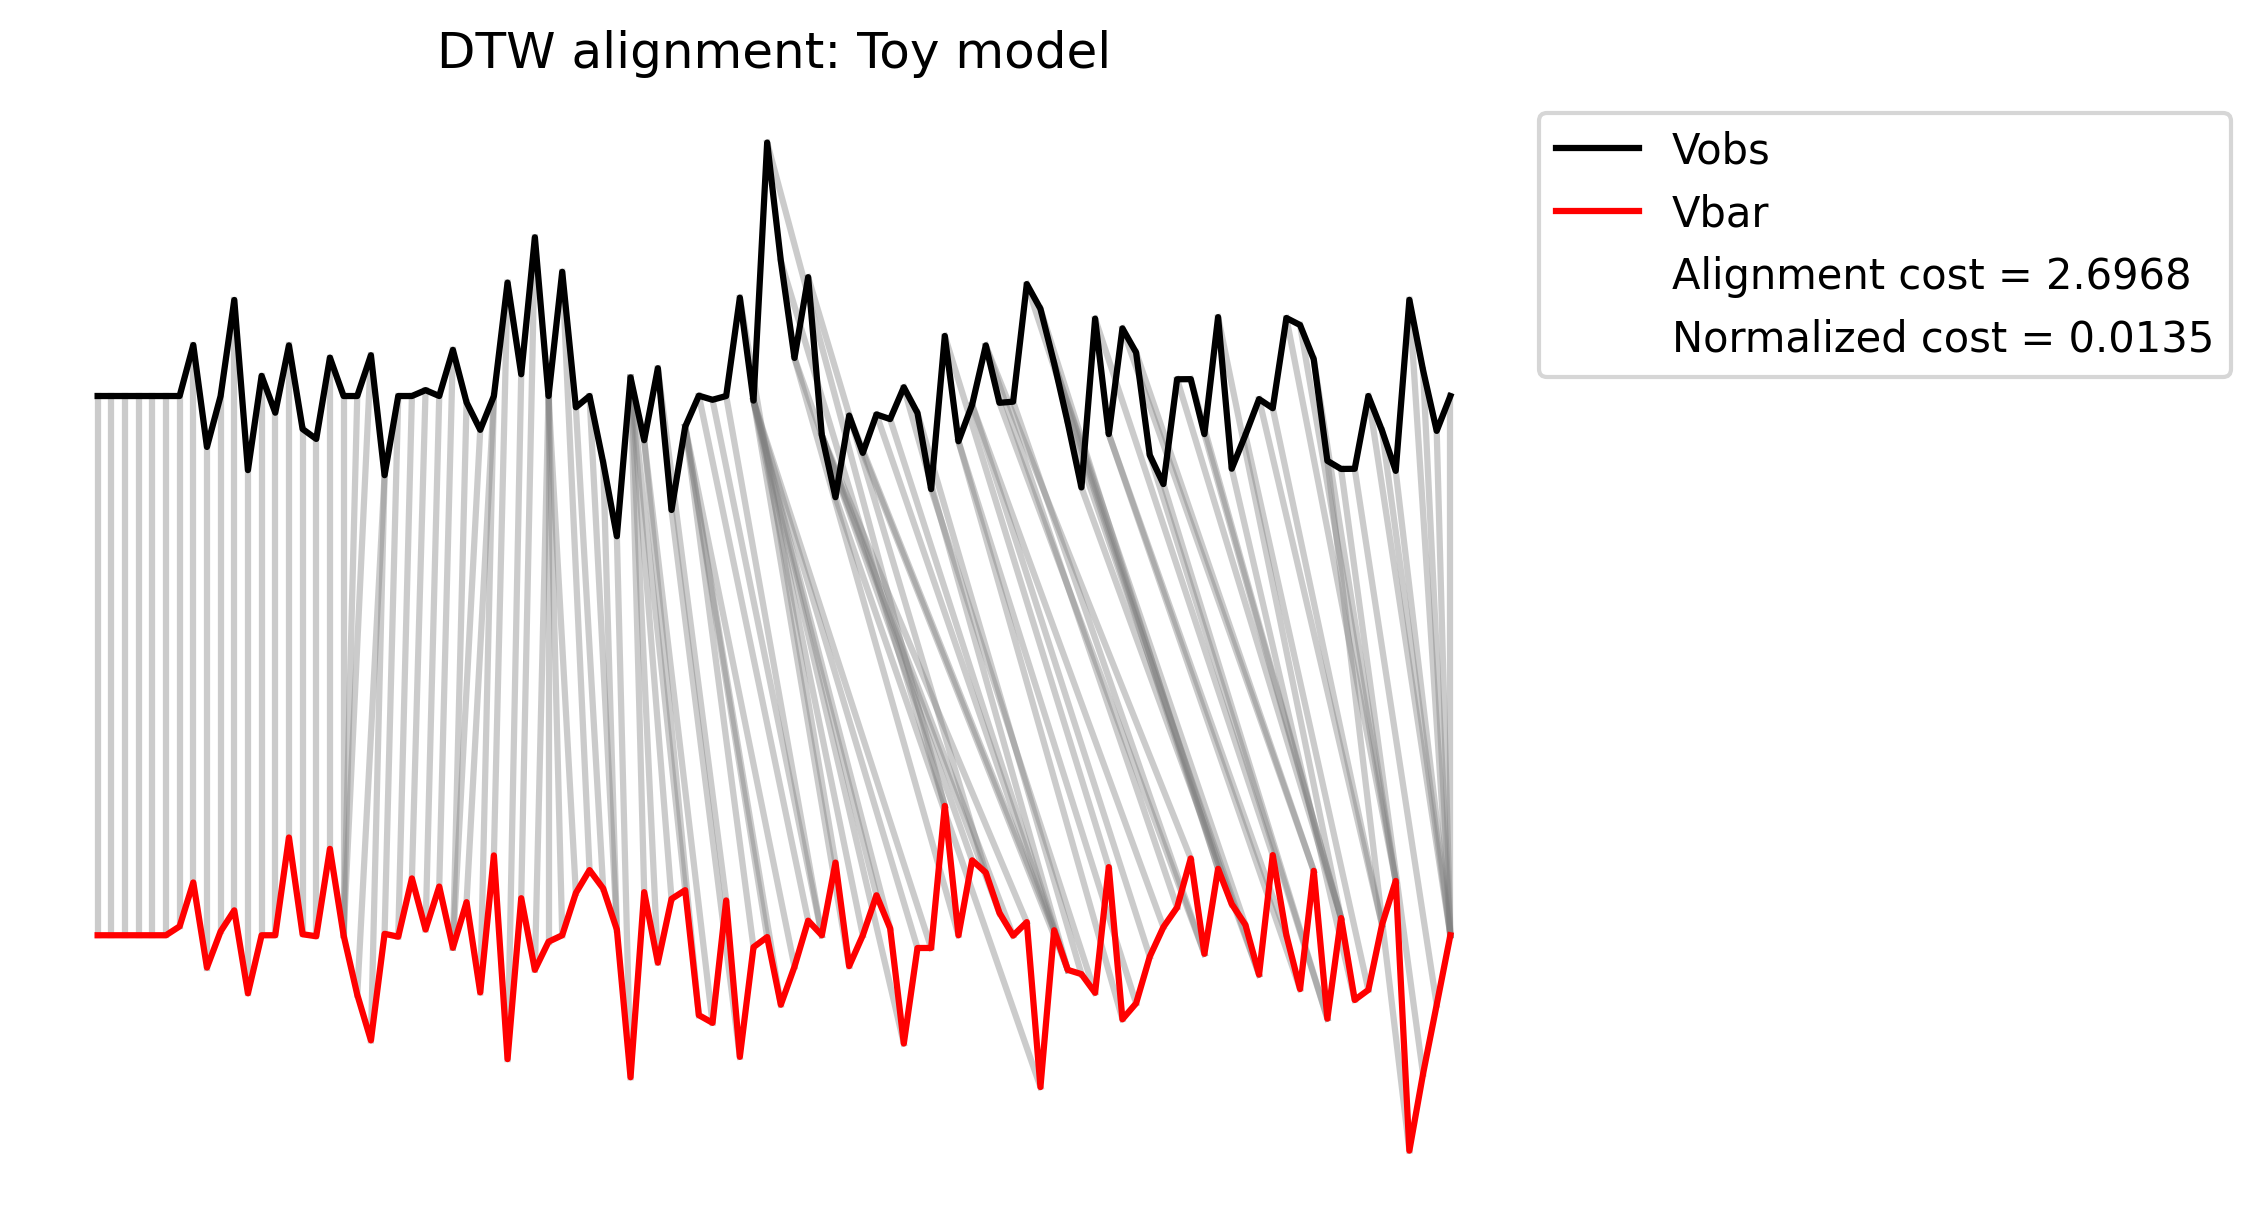 DTW alignment: Toy model
Vobs
Vbar
Alignment cost = 2.6968
Normalized cost = 0.0135